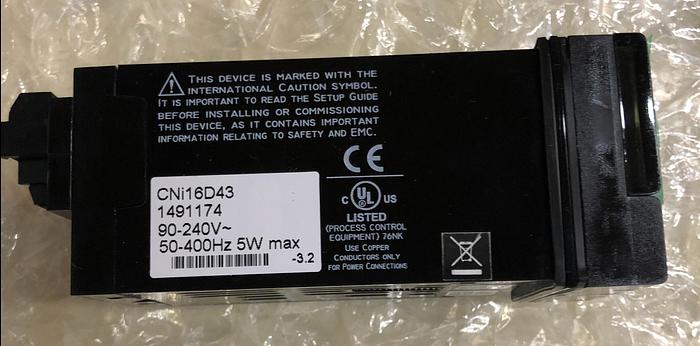 THIS DEVICE IS MARKED WITH THE
INTERNATIONAL CAUTION SYMBOL.
IT IS IMPORTANT TO READ THE SETUP GUIDE
BEFORE INSTALLING OR COMMISSIONING
THIS DEVICE, AS IT CONTAINS IMPORTANT
INFORMATION RELATING TO SAFETY AND EMC.
CE
CNi16D43
1491174
90-240V~
50-400Hz 5W max
-3.2
C UL US
LISTED
(PROCESS CONTROL
EQUIPMENT) 76NK
USE COPPER
CONDUCTORS ONLY
FOR POWER CONNECTIONS